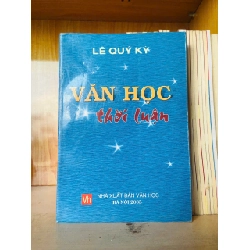 LÊ QUÝ KỲ
VĂN HỌC
thời luận
NHÀ XUẤT BẢN VĂN HỌC